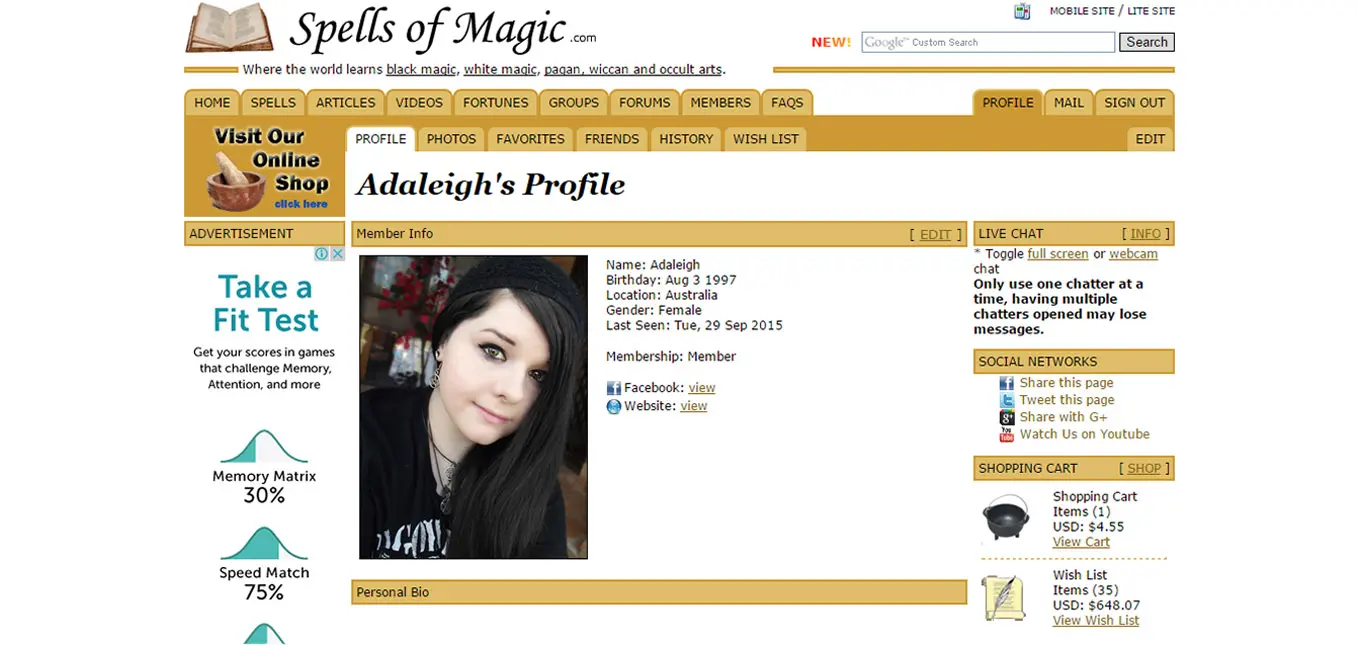 Spells of Magic .com
MOBILE SITE / LITE SITE
NEW! Google™ Custom Search Search
Where the world learns black magic, white magic, pagan, wiccan and occult arts.
HOME SPELLS ARTICLES VIDEOS FORTUNES GROUPS FORUMS MEMBERS FAQS PROFILE MAIL SIGN OUT
PROFILE PHOTOS FAVORITES FRIENDS HISTORY WISH LIST EDIT
Visit Our
Online
Shop
click here
Adaleigh's Profile
ADVERTISEMENT
Take a
Fit Test
Get your scores in games
that challenge Memory,
Attention, and more
Memory Matrix
30%
Speed Match
75%
Member Info [ EDIT ]
Name: Adaleigh
Birthday: Aug 3 1997
Location: Australia
Gender: Female
Last Seen: Tue, 29 Sep 2015
Membership: Member
Facebook: view
Website: view
Personal Bio
LIVE CHAT [ INFO ]
* Toggle full screen or webcam
chat
Only use one chatter at a
time, having multiple
chatters opened may lose
messages.
SOCIAL NETWORKS
Share this page
Tweet this page
Share with G+
Watch Us on Youtube
SHOPPING CART [ SHOP ]
Shopping Cart
Items (1)
USD: $4.55
View Cart
Wish List
Items (35)
USD: $648.07
View Wish List